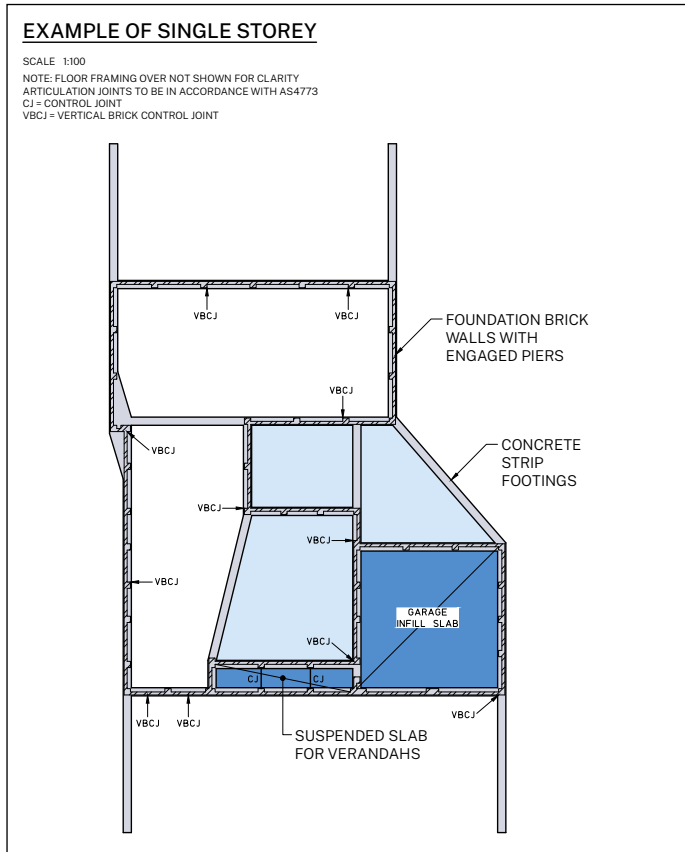 EXAMPLE OF SINGLE STOREY
SCALE 1:100
NOTE: FLOOR FRAMING OVER NOT SHOWN FOR CLARITY
ARTICULATION JOINTS TO BE IN ACCORDANCE WITH AS4773
CJ = CONTROL JOINT
VBCJ = VERTICAL BRICK CONTROL JOINT
VBCJ
VBCJ
FOUNDATION BRICK
WALLS WITH
ENGAGED PIERS
VBCJ
VBCJ
CONCRETE
STRIP
FOOTINGS
VBCJ
VBCJ
VBCJ
GARAGE
INFILL SLAB
VBCJ
CJ
CJ
VBCJ
VBCJ
VBCJ
SUSPENDED SLAB
FOR VERANDAHS